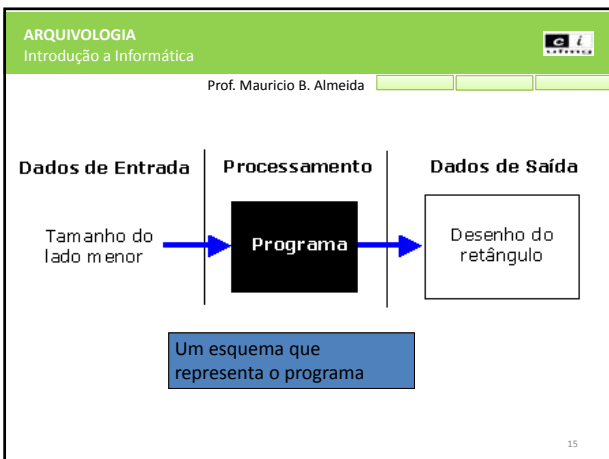 ARQUIVOLOGIA
Introdução a Informática
c i
ufmg
Prof. Mauricio B. Almeida
Dados de Entrada
Processamento
Dados de Saída
Tamanho do
lado menor
Programa
Desenho do
retângulo
Um esquema que
representa o programa
15